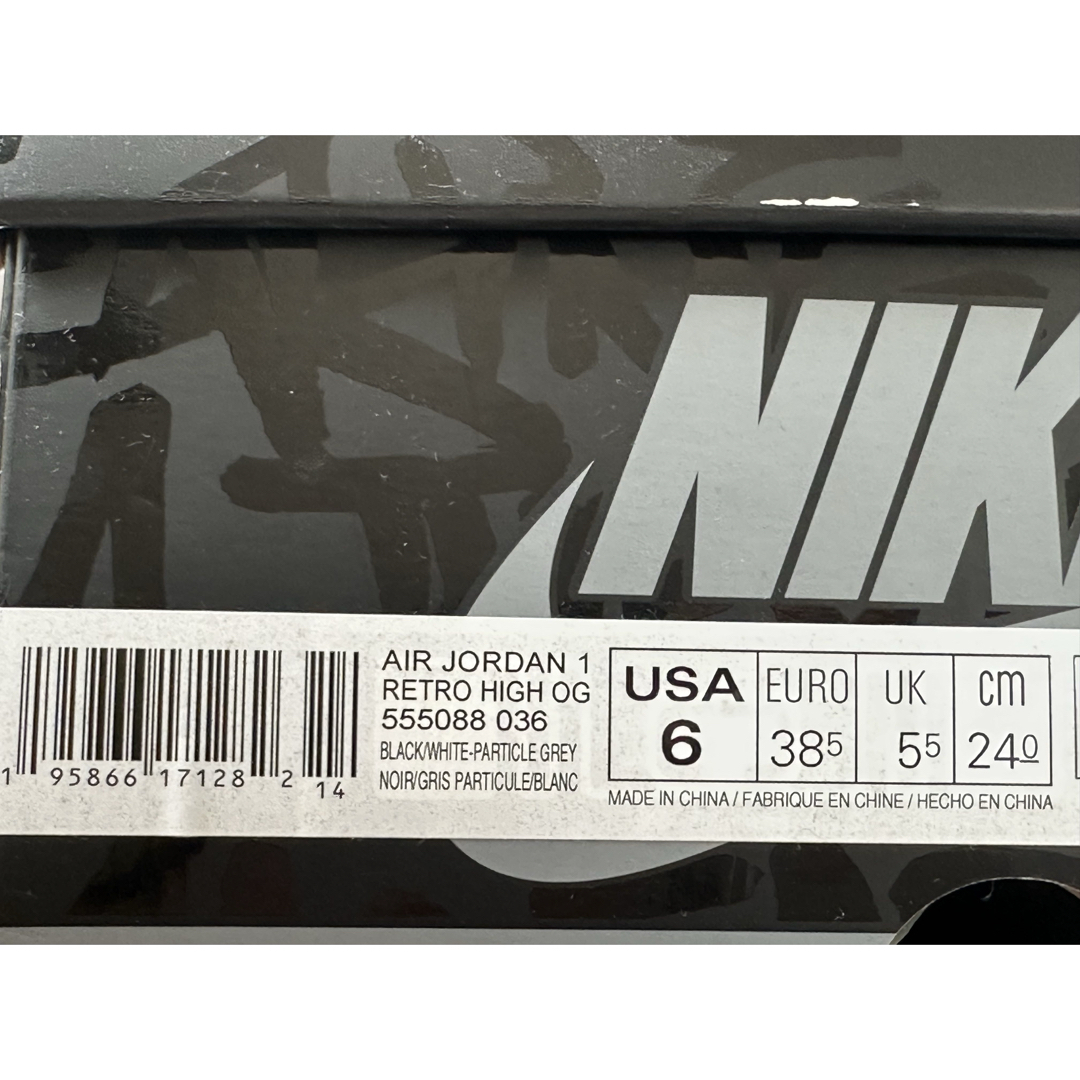 NIK
AIR JORDAN 1
RETRO HIGH OG
555088 036
BLACK/WHITE-PARTICLE GREY
NOIR/GRIS PARTICULE/BLANC
1 95866 17128 2 14
USA EURO UK cm
6 38⁵ 5⁵ 24⁰
MADE IN CHINA / FABRIQUE EN CHINE / HECHO EN CHINA